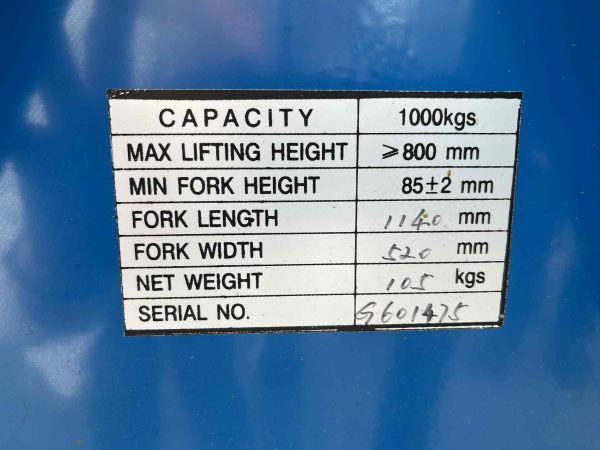 CAPACITY 1000kgs
MAX LIFTING HEIGHT ⩾800 mm
MIN FORK HEIGHT 85±2 mm
FORK LENGTH 1140 mm
FORK WIDTH 520 mm
NET WEIGHT 105 kgs
SERIAL NO. G601475